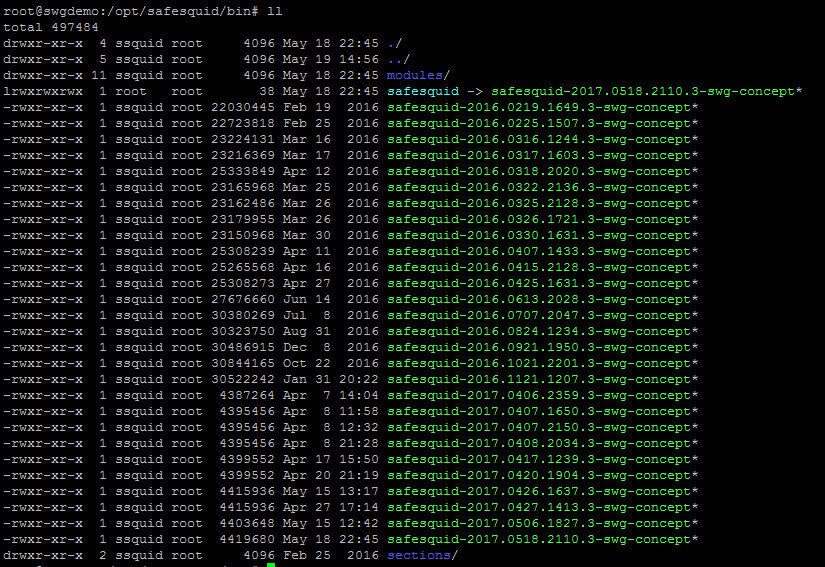 root@swgdemo:/opt/safesquid/bin# ll
total 497484
drwxr-xr-x  4 ssquid root     4096 May 18 22:45 ./
drwxr-xr-x  5 ssquid root     4096 May 19 14:56 ../
drwxr-xr-x 11 ssquid root     4096 May 18 22:45 modules/
lrwxrwxrwx  1 root   root       38 May 18 22:45 safesquid -> safesquid-2017.0518.2110.3-swg-concept*
-rwxr-xr-x  1 ssquid root 22030445 Feb 19  2016 safesquid-2016.0219.1649.3-swg-concept*
-rwxr-xr-x  1 ssquid root 22723818 Feb 25  2016 safesquid-2016.0225.1507.3-swg-concept*
-rwxr-xr-x  1 ssquid root 23224131 Mar 16  2016 safesquid-2016.0316.1244.3-swg-concept*
-rwxr-xr-x  1 ssquid root 23216369 Mar 17  2016 safesquid-2016.0317.1603.3-swg-concept*
-rwxr-xr-x  1 ssquid root 25333849 Apr 12  2016 safesquid-2016.0318.2020.3-swg-concept*
-rwxr-xr-x  1 ssquid root 23165968 Mar 25  2016 safesquid-2016.0322.2136.3-swg-concept*
-rwxr-xr-x  1 ssquid root 23162486 Mar 26  2016 safesquid-2016.0325.2128.3-swg-concept*
-rwxr-xr-x  1 ssquid root 23179955 Mar 26  2016 safesquid-2016.0326.1721.3-swg-concept*
-rwxr-xr-x  1 ssquid root 23150968 Mar 30  2016 safesquid-2016.0330.1631.3-swg-concept*
-rwxr-xr-x  1 ssquid root 25308239 Apr 11  2016 safesquid-2016.0407.1433.3-swg-concept*
-rwxr-xr-x  1 ssquid root 25265568 Apr 16  2016 safesquid-2016.0415.2128.3-swg-concept*
-rwxr-xr-x  1 ssquid root 25308273 Apr 27  2016 safesquid-2016.0425.1631.3-swg-concept*
-rwxr-xr-x  1 ssquid root 27676660 Jun 14  2016 safesquid-2016.0613.2028.3-swg-concept*
-rwxr-xr-x  1 ssquid root 30380269 Jul  8  2016 safesquid-2016.0707.2047.3-swg-concept*
-rwxr-xr-x  1 ssquid root 30323750 Aug 31  2016 safesquid-2016.0824.1234.3-swg-concept*
-rwxr-xr-x  1 ssquid root 30486915 Dec  8  2016 safesquid-2016.0921.1950.3-swg-concept*
-rwxr-xr-x  1 ssquid root 30844165 Oct 22  2016 safesquid-2016.1021.2201.3-swg-concept*
-rwxr-xr-x  1 ssquid root 30522242 Jan 31 20:22 safesquid-2016.1121.1207.3-swg-concept*
-rwxr-xr-x  1 ssquid root  4387264 Apr  7 14:04 safesquid-2017.0406.2359.3-swg-concept*
-rwxr-xr-x  1 ssquid root  4395456 Apr  8 11:58 safesquid-2017.0407.1650.3-swg-concept*
-rwxr-xr-x  1 ssquid root  4395456 Apr  8 12:32 safesquid-2017.0407.2150.3-swg-concept*
-rwxr-xr-x  1 ssquid root  4395456 Apr  8 21:28 safesquid-2017.0408.2034.3-swg-concept*
-rwxr-xr-x  1 ssquid root  4399552 Apr 17 15:50 safesquid-2017.0417.1239.3-swg-concept*
-rwxr-xr-x  1 ssquid root  4399552 Apr 20 21:19 safesquid-2017.0420.1904.3-swg-concept*
-rwxr-xr-x  1 ssquid root  4415936 May 15 13:17 safesquid-2017.0426.1637.3-swg-concept*
-rwxr-xr-x  1 ssquid root  4415936 Apr 27 17:14 safesquid-2017.0427.1413.3-swg-concept*
-rwxr-xr-x  1 ssquid root  4403648 May 15 12:42 safesquid-2017.0506.1827.3-swg-concept*
-rwxr-xr-x  1 ssquid root  4419680 May 18 22:45 safesquid-2017.0518.2110.3-swg-concept*
drwxr-xr-x  2 ssquid root     4096 Feb 25  2016 sections/